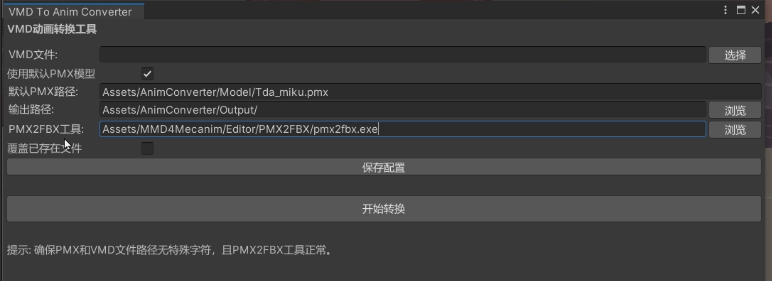 VMD To Anim Converter
VMD动画转换工具
VMD文件: 选择
使用默认PMX模型
默认PMX路径: Assets/AnimConverter/Model/Tda_miku.pmx
输出路径: Assets/AnimConverter/Output/ 浏览
PMX2FBX工具: Assets/MMD4Mecanim/Editor/PMX2FBX/pmx2fbx.exe 浏览
覆盖已存在文件
保存配置
开始转换
提示: 确保PMX和VMD文件路径无特殊字符，且PMX2FBX工具正常。